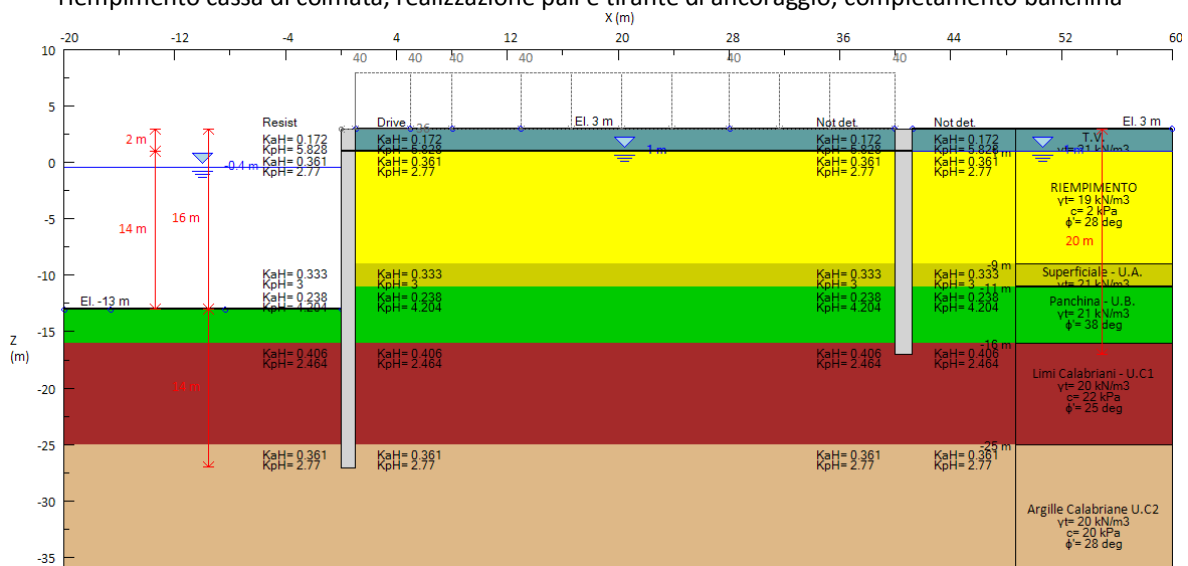 riempimento cassa di colmata, realizzazione pali e tirante di ancoraggio, completamento banchina
X (m)
-20 -12 -4 4 12 20 28 36 44 52 60
40 40 40 40 40 40
10
5
0
-5
-10
-15
-20
-25
-30
-35
Z
(m)
2 m
14 m
16 m
20 m
-0.4 m
1 m
El. 3 m
El. 3 m
El. -13 m
Resist
KaH= 0.172
KpH= 5.828
KaH= 0.361
KpH= 2.77
KaH= 0.333
KpH= 3
KaH= 0.238
KpH= 4.204
KaH= 0.406
KpH= 2.464
KaH= 0.361
KpH= 2.77
Drive
KaH= 0.172
KpH= 5.828
KaH= 0.361
KpH= 2.77
KaH= 0.333
KpH= 3
KaH= 0.238
KpH= 4.204
KaH= 0.406
KpH= 2.464
KaH= 0.361
KpH= 2.77
Not det.
KaH= 0.172
KpH= 5.828
KaH= 0.361
KpH= 2.77
KaH= 0.333
KpH= 3
KaH= 0.238
KpH= 4.204
KaH= 0.406
KpH= 2.464
KaH= 0.361
KpH= 2.77
Not det.
KaH= 0.172
KpH= 5.828
KaH= 0.361
KpH= 2.77
KaH= 0.333
KpH= 3
KaH= 0.238
KpH= 4.204
KaH= 0.406
KpH= 2.464
KaH= 0.361
KpH= 2.77
T.V.
γt= 21 kN/m3
RIEMPIMENTO
γt= 19 kN/m3
c= 2 kPa
ϕ'= 28 deg
-9 m
Superficiale - U.A.
γt= 21 kN/m3
-11 m
Panchina - U.B.
γt= 21 kN/m3
ϕ'= 38 deg
-16 m
Limi Calabriani - U.C1
γt= 20 kN/m3
c= 22 kPa
ϕ'= 25 deg
-25 m
Argille Calabriane U.C2
γt= 20 kN/m3
c= 20 kPa
ϕ'= 28 deg